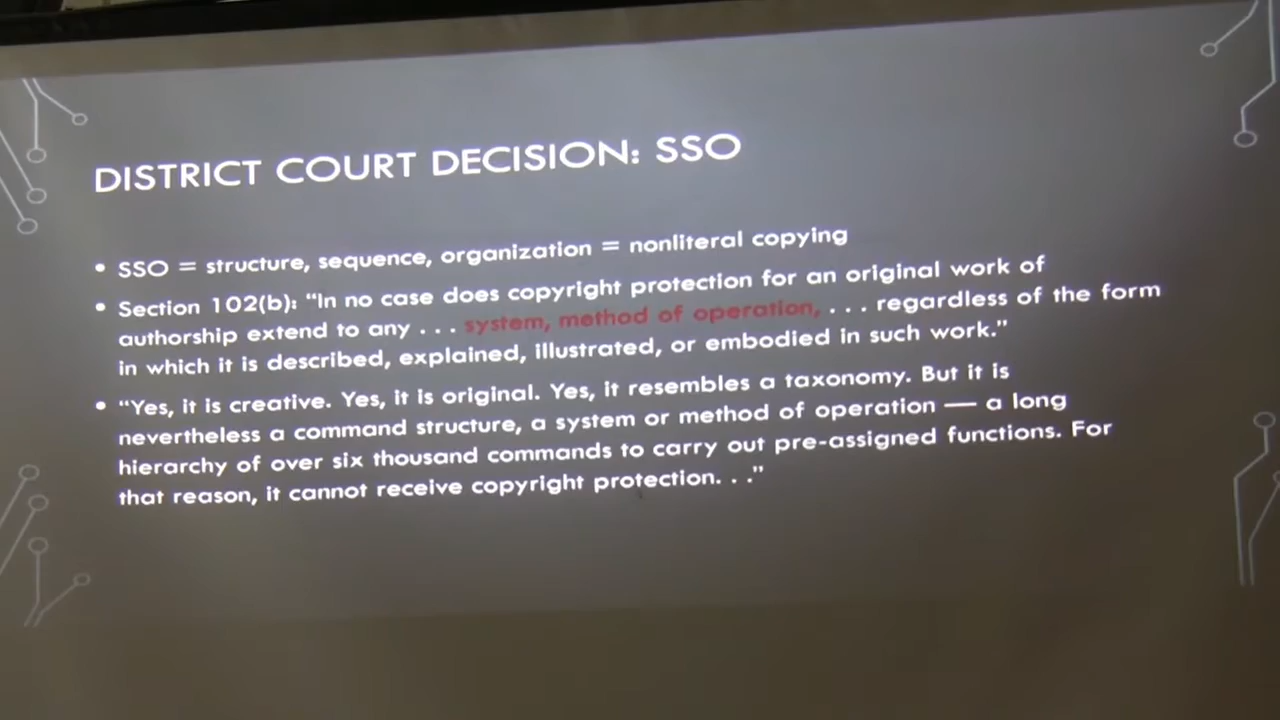 DISTRICT COURT DECISION: SSO
• SSO = structure, sequence, organization = nonliteral copying
• Section 102(b): “In no case does copyright protection for an original work of
authorship extend to any . . . system, method of operation, . . . regardless of the form
in which it is described, explained, illustrated, or embodied in such work.”
• “Yes, it is creative. Yes, it is original. Yes, it resembles a taxonomy. But it is
nevertheless a command structure, a system or method of operation — a long
hierarchy of over six thousand commands to carry out pre-assigned functions. For
that reason, it cannot receive copyright protection. . .”